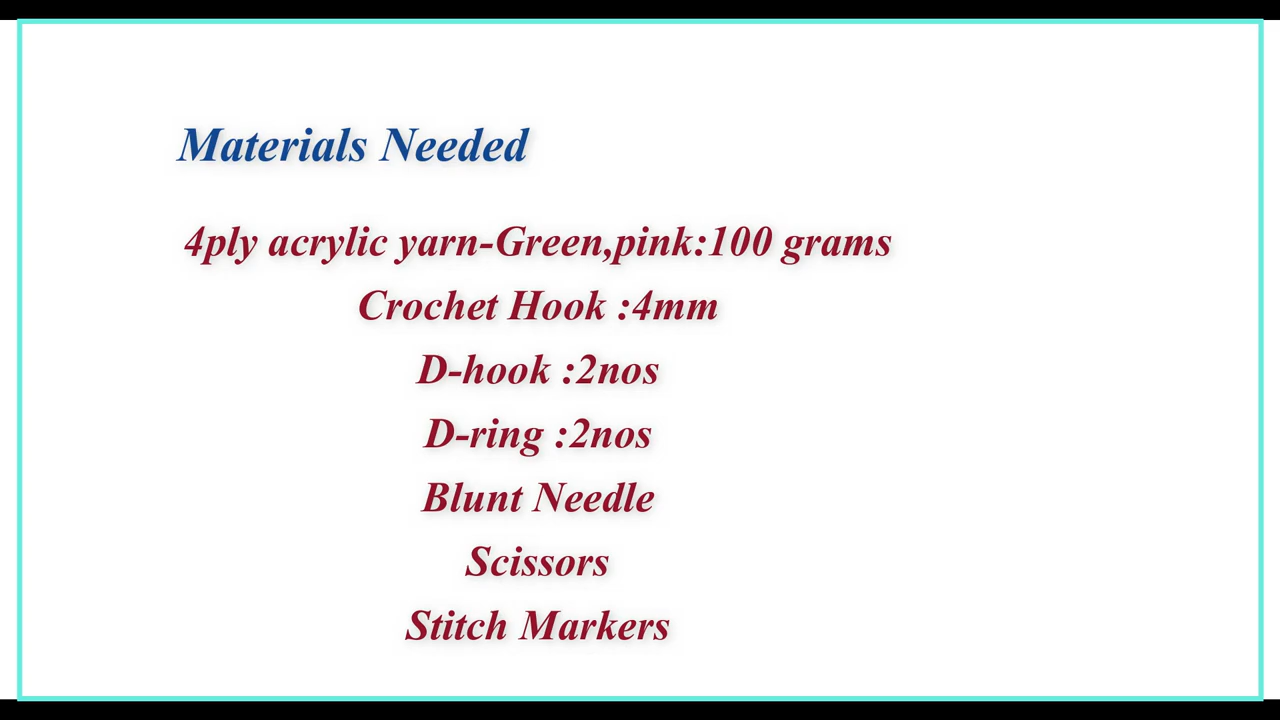 Materials Needed
4ply acrylic yarn-Green,pink:100 grams
Crochet Hook :4mm
D-hook :2nos
D-ring :2nos
Blunt Needle
Scissors
Stitch Markers